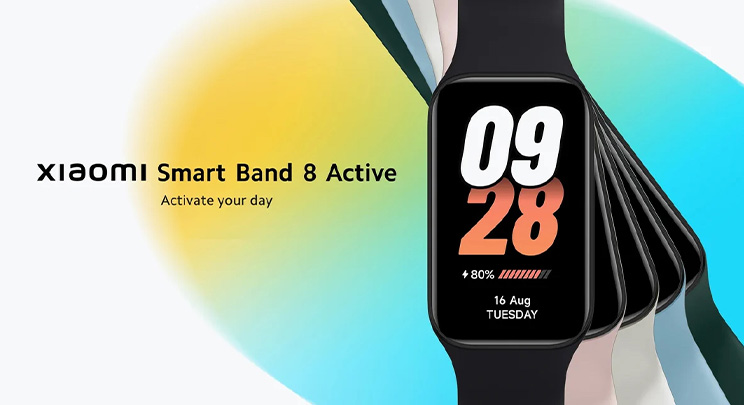 xiaomi Smart Band 8 Active
Activate your day
09
28
80%
16 Aug
TUESDAY